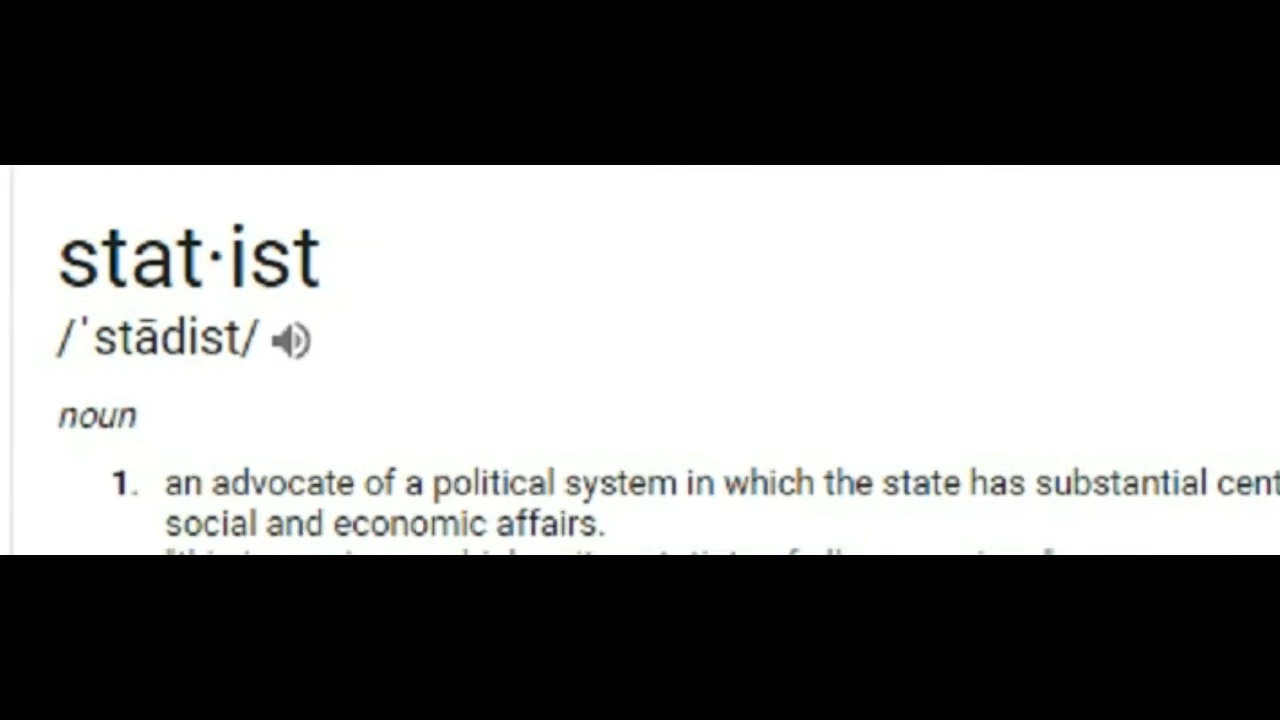 stat·ist
/ˈstādist/
noun
1. an advocate of a political system in which the state has substantial cent
social and economic affairs.